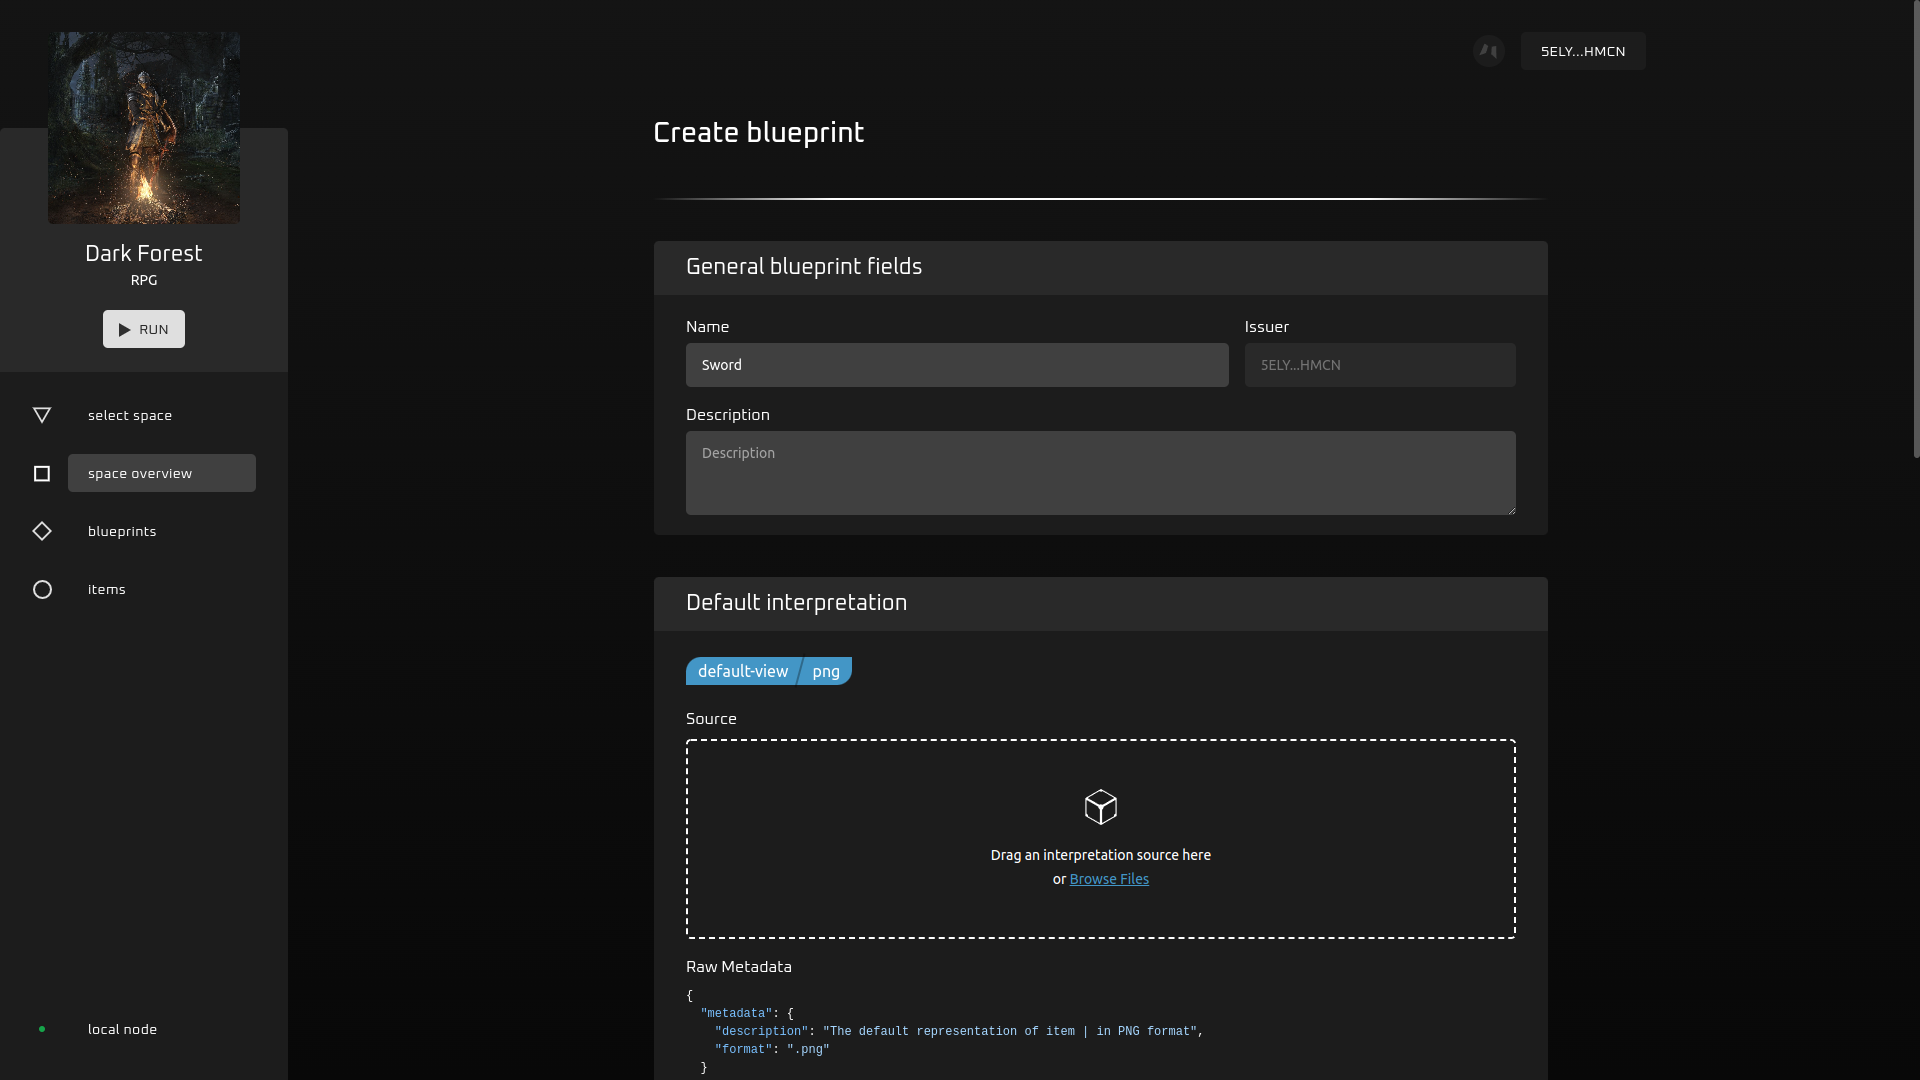 Dark Forest
RPG
RUN
select space
space overview
blueprints
items
local node
5ELY...HMCN
Create blueprint
General blueprint fields
Name
Issuer
Sword
5ELY...HMCN
Description
Description
Default interpretation
default-view / png
Source
Drag an interpretation source here
or Browse Files
Raw Metadata
{
"metadata": {
"description": "The default representation of item | in PNG format",
"format": ".png"
}